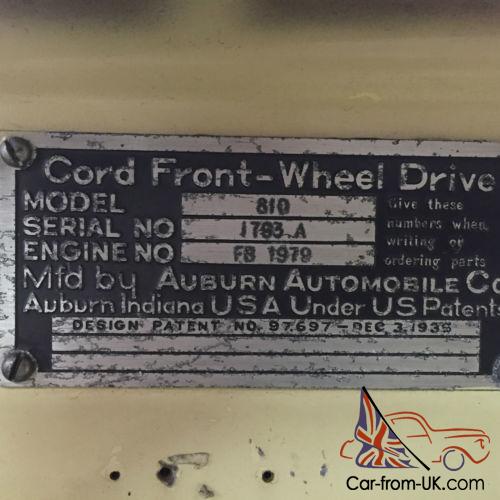 Cord Front-Wheel Drive
MODEL 810
SERIAL NO 1793 A
ENGINE NO FB 1979
Give these
numbers when
writing or
ordering parts
Mfd by AUBURN AUTOMOBILE Co
Auburn Indiana USA Under US Patents
DESIGN PATENT NO. 97.697-DEC 3.1935
Car-from-UK.com